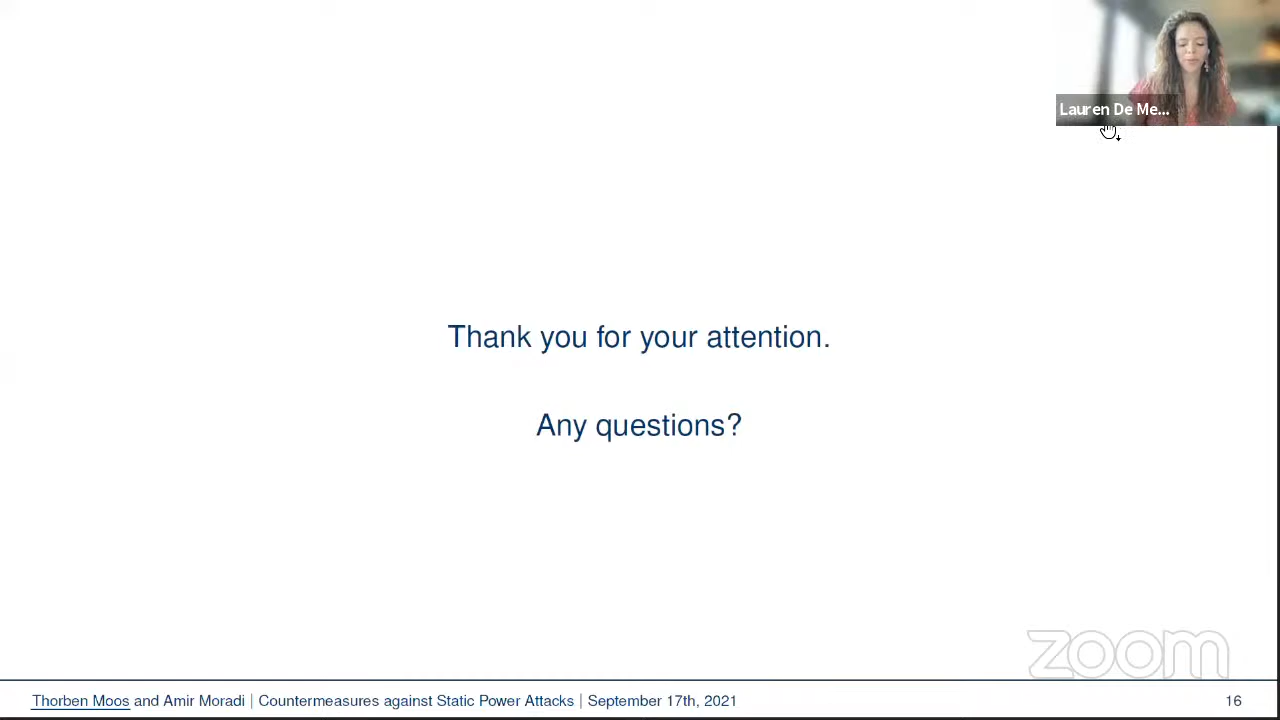 Lauren De Me...
Thank you for your attention.
Any questions?
zoom
Thorben Moos and Amir Moradi | Countermeasures against Static Power Attacks | September 17th, 2021
16